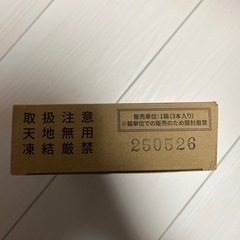 取扱注意
天地無用
凍結厳禁
販売単位:1箱(3本入り)
※箱単位での販売のため開封厳禁
250526